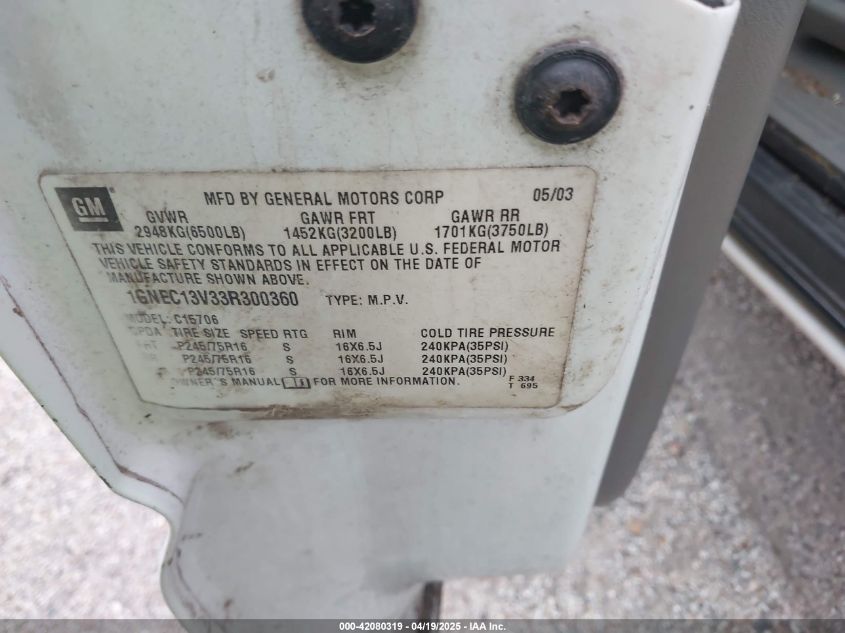 GM
MFD BY GENERAL MOTORS CORP 05/03
GVWR GAWR FRT GAWR RR
2948KG(6500LB) 1452KG(3200LB) 1701KG(3750LB)
THIS VEHICLE CONFORMS TO ALL APPLICABLE U.S. FEDERAL MOTOR
VEHICLE SAFETY STANDARDS IN EFFECT ON THE DATE OF
MANUFACTURE SHOWN ABOVE.
1GNEC13V33R300360 TYPE: M.P.V.
MODEL: C15706
TIRE SIZE SPEED RTG RIM COLD TIRE PRESSURE
P245/75R16 S 16X6.5J 240KPA(35PSI)
P245/75R16 S 16X6.5J 240KPA(35PSI)
P245/75R16 S 16X6.5J 240KPA(35PSI)
OWNER'S MANUAL FOR MORE INFORMATION.
F 334
T 695
000-42080319 - 04/19/2025 - IAA Inc.